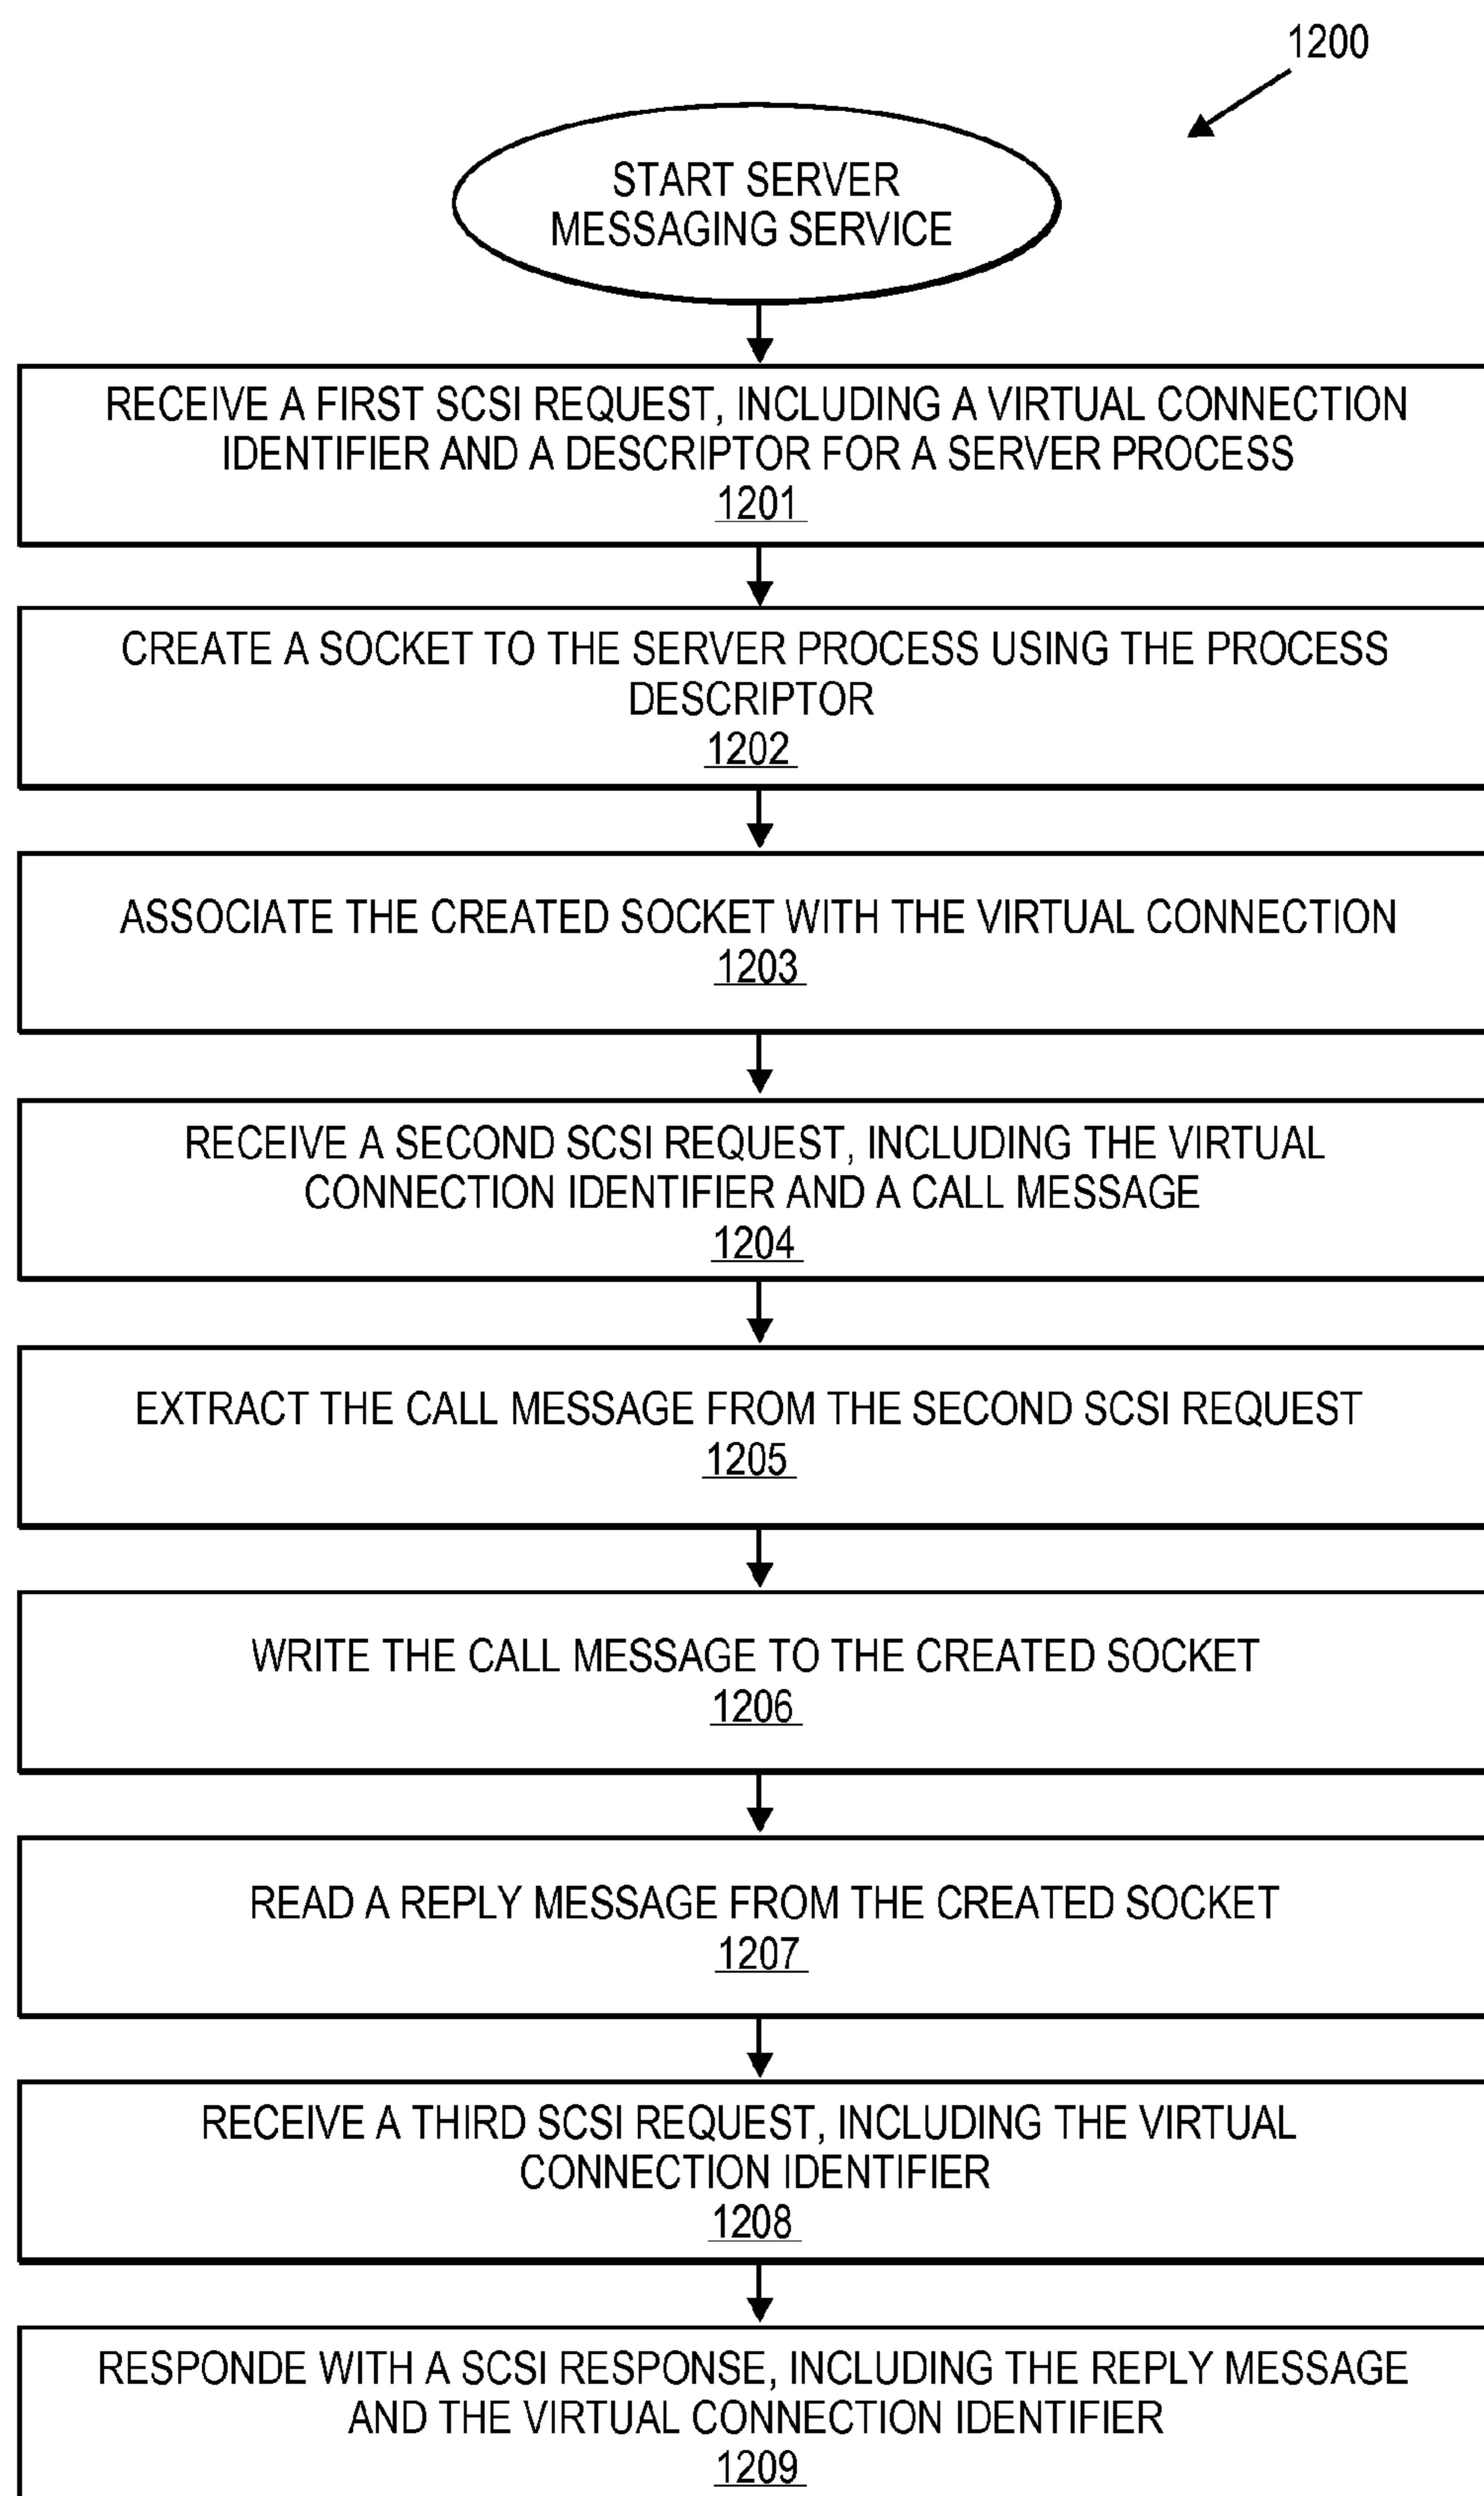 1200
START SERVER
MESSAGING SERVICE
RECEIVE A FIRST SCSI REQUEST, INCLUDING A VIRTUAL CONNECTION
IDENTIFIER AND A DESCRIPTOR FOR A SERVER PROCESS
1201
CREATE A SOCKET TO THE SERVER PROCESS USING THE PROCESS
DESCRIPTOR
1202
ASSOCIATE THE CREATED SOCKET WITH THE VIRTUAL CONNECTION
1203
RECEIVE A SECOND SCSI REQUEST, INCLUDING THE VIRTUAL
CONNECTION IDENTIFIER AND A CALL MESSAGE
1204
EXTRACT THE CALL MESSAGE FROM THE SECOND SCSI REQUEST
1205
WRITE THE CALL MESSAGE TO THE CREATED SOCKET
1206
READ A REPLY MESSAGE FROM THE CREATED SOCKET
1207
RECEIVE A THIRD SCSI REQUEST, INCLUDING THE VIRTUAL
CONNECTION IDENTIFIER
1208
RESPONDE WITH A SCSI RESPONSE, INCLUDING THE REPLY MESSAGE
AND THE VIRTUAL CONNECTION IDENTIFIER
1209